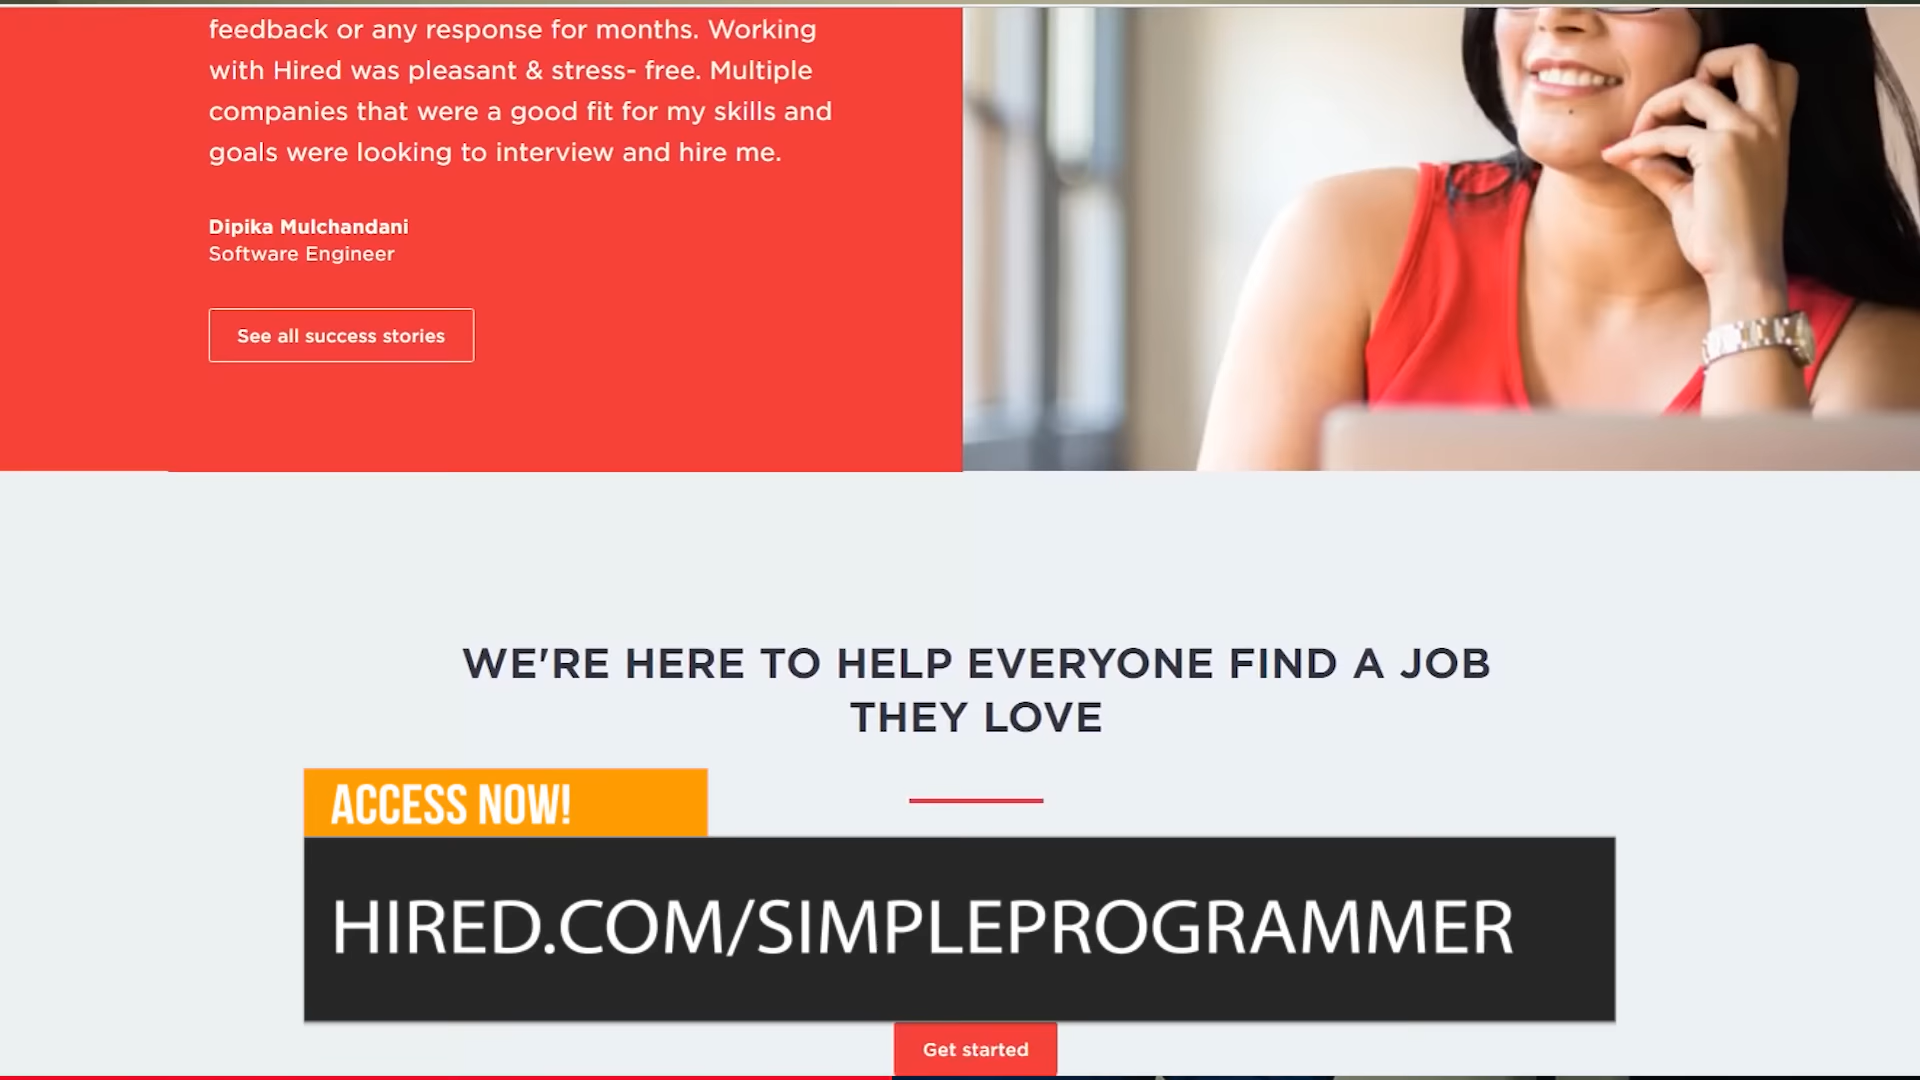 feedback or any response for months. Working
with Hired was pleasant & stress- free. Multiple
companies that were a good fit for my skills and
goals were looking to interview and hire me.
Dipika Mulchandani
Software Engineer
See all success stories
WE'RE HERE TO HELP EVERYONE FIND A JOB
THEY LOVE
ACCESS NOW!
HIRED.COM/SIMPLEPROGRAMMER
Get started